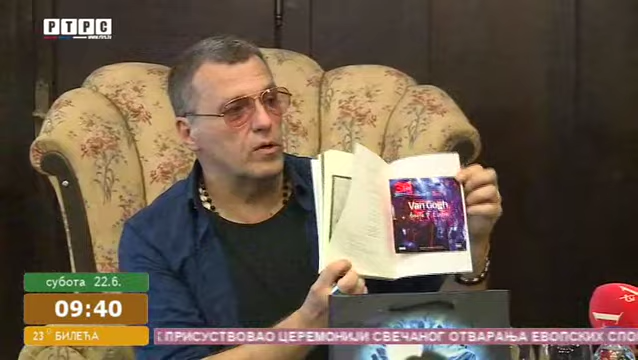 РТРС
www.rtrs.tv
Van Gogh
субота 22.6.
09:40
23° БИЛЕЋА
ПРИСУСТВОВАО ЦЕРЕМОНИЈИ СВЕЧАНОГ ОТВАРАЊА ЕВОПСКИХ СПО